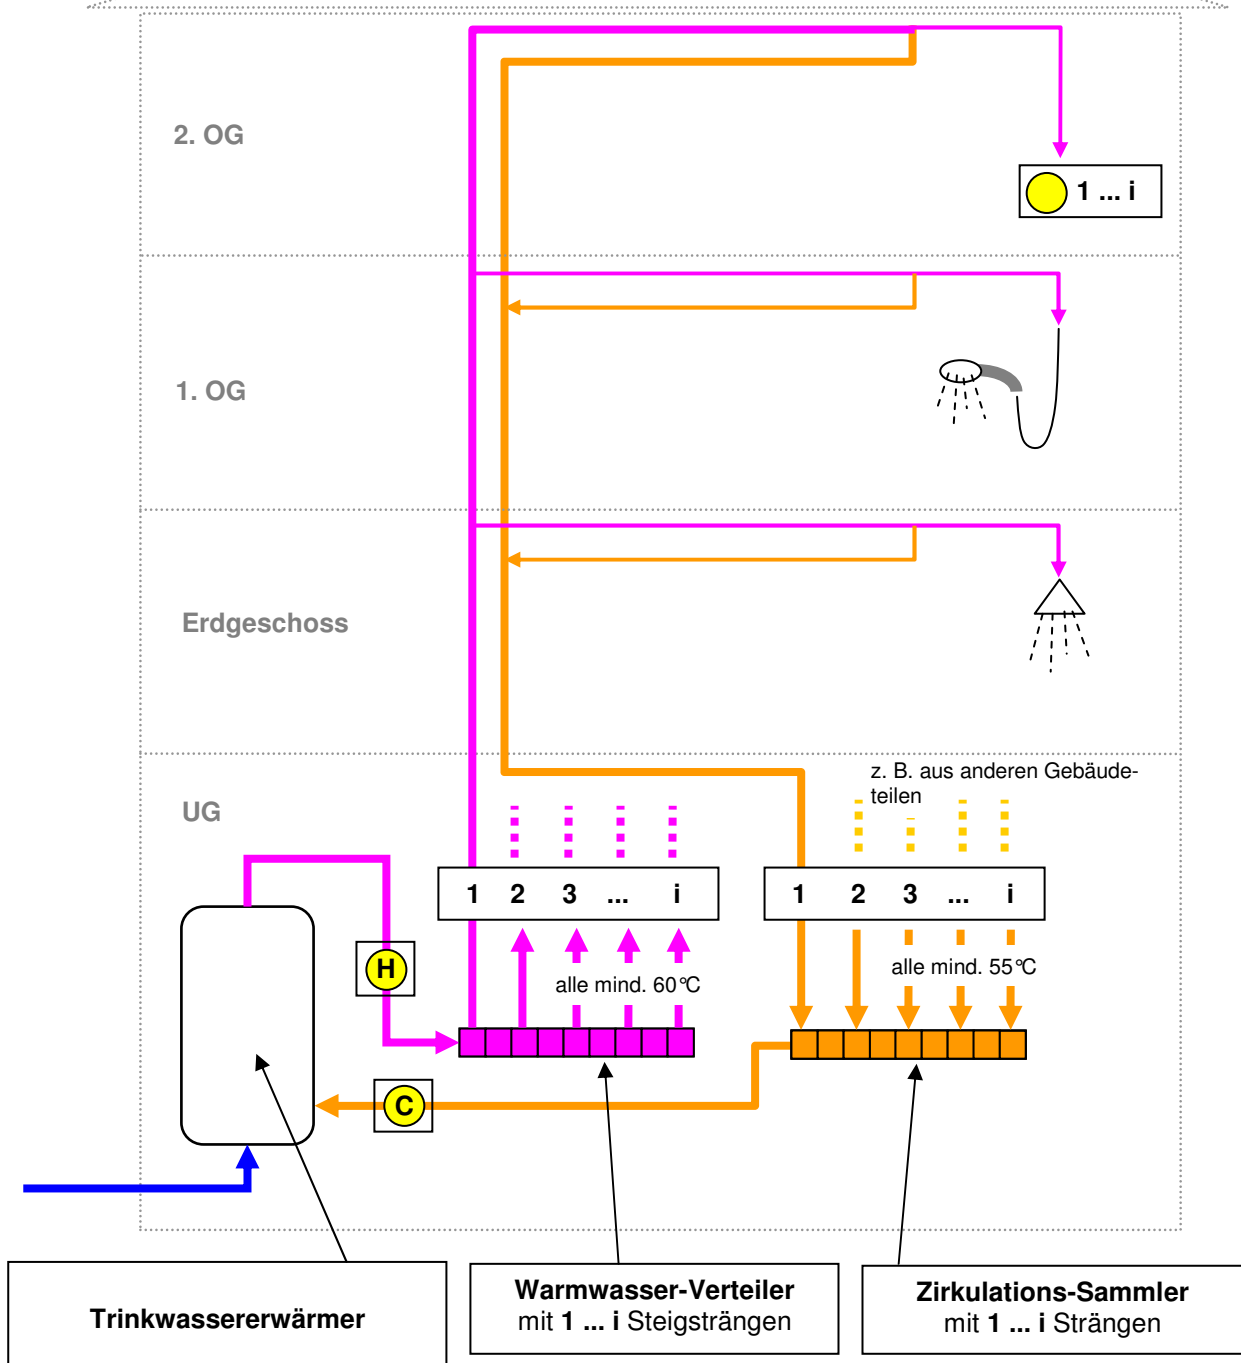 2. OG
1 ... i
1. OG
Erdgeschoss
z. B. aus anderen Gebäude-
teilen
UG
1 2 3 ... i
1 2 3 ... i
H
alle mind. 60°C
alle mind. 55°C
C
Trinkwassererwärmer
Warmwasser-Verteiler
mit 1 ... i Steigsträngen
Zirkulations-Sammler
mit 1 ... i Strängen